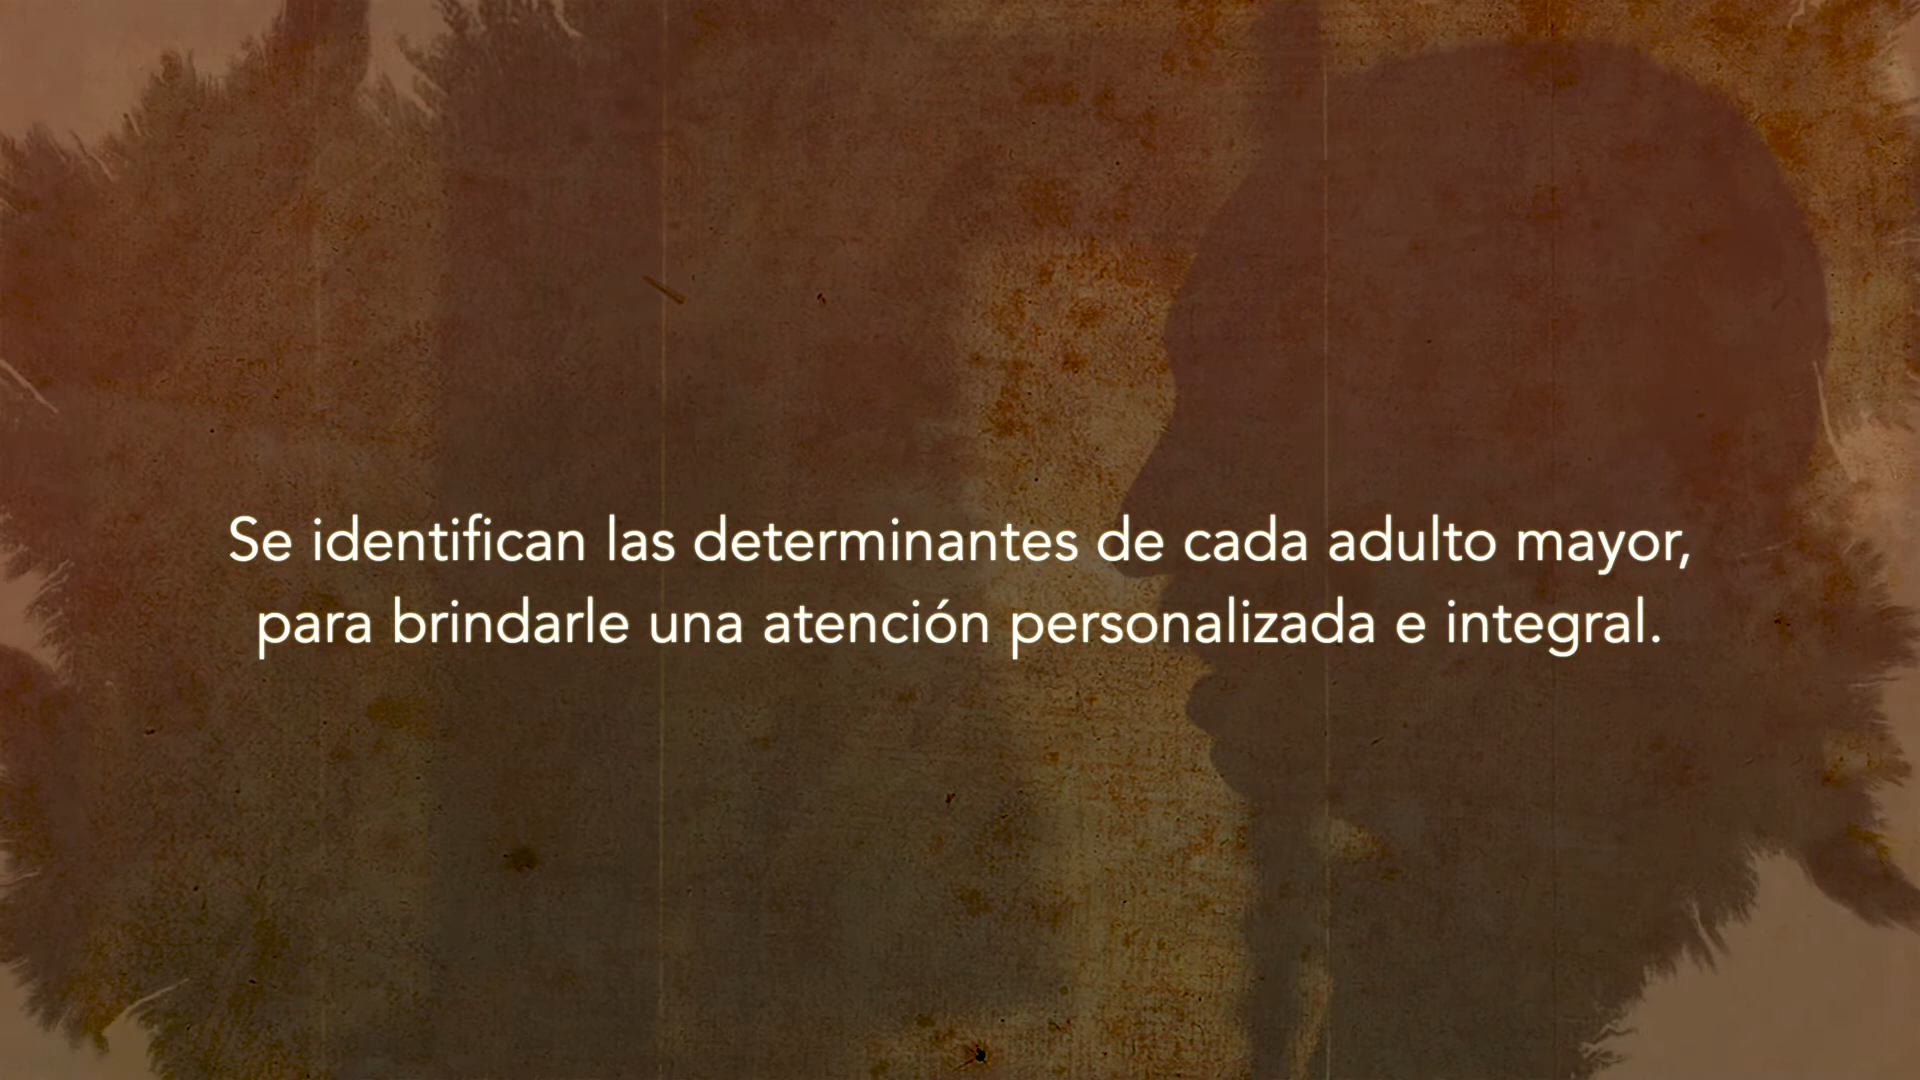 Se identifican las determinantes de cada adulto mayor,
para brindarle una atención personalizada e integral.